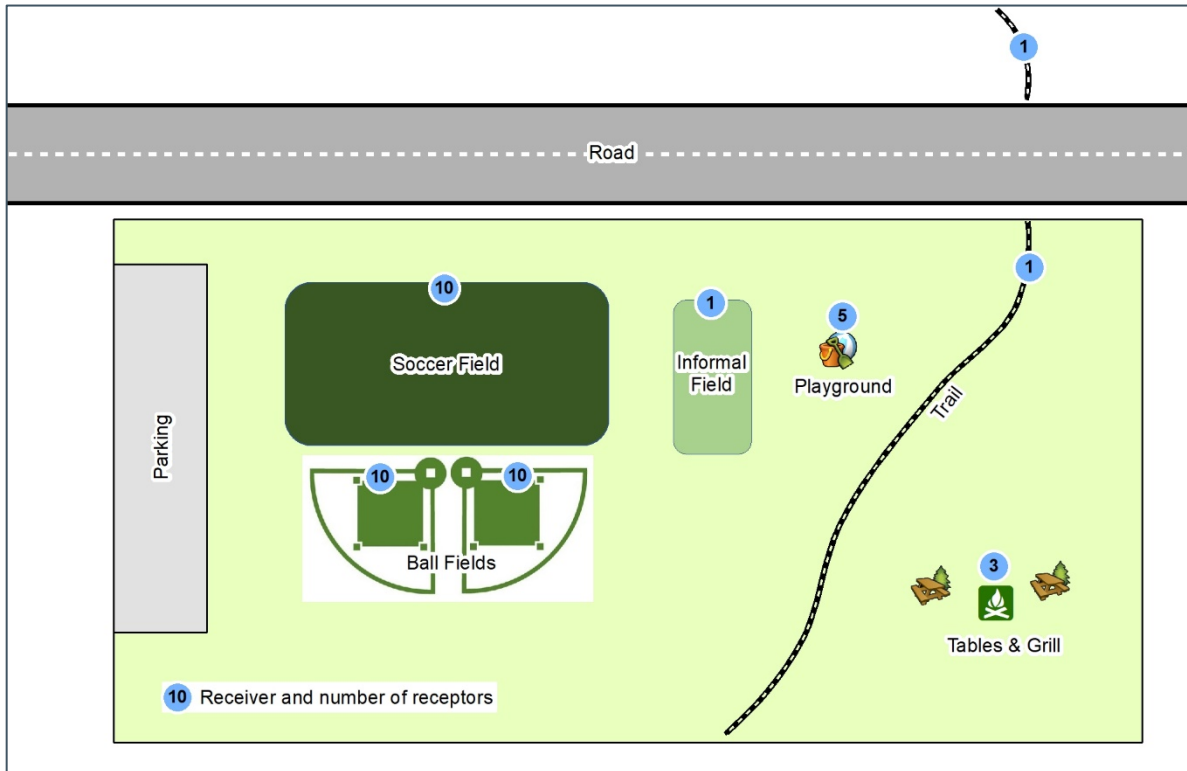 1
Road
1
10
1
5
Soccer Field
Informal
Field
Playground
Trail
Parking
10
10
Ball Fields
3
Tables & Grill
10 Receiver and number of receptors